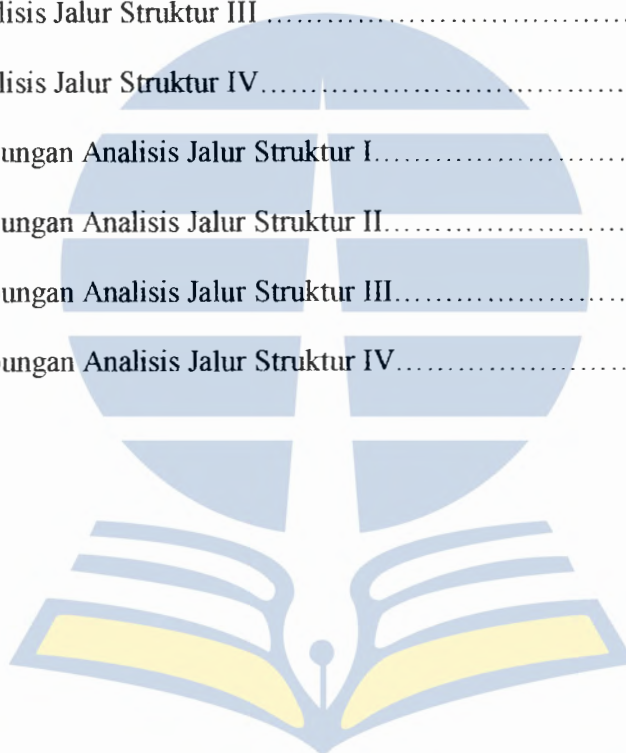 lisis Jalur Struktur III ........................................
lisis Jalur Struktur IV........................................
ungan Analisis Jalur Struktur I............................
ungan Analisis Jalur Struktur II...........................
ungan Analisis Jalur Struktur III..........................
ungan Analisis Jalur Struktur IV..........................